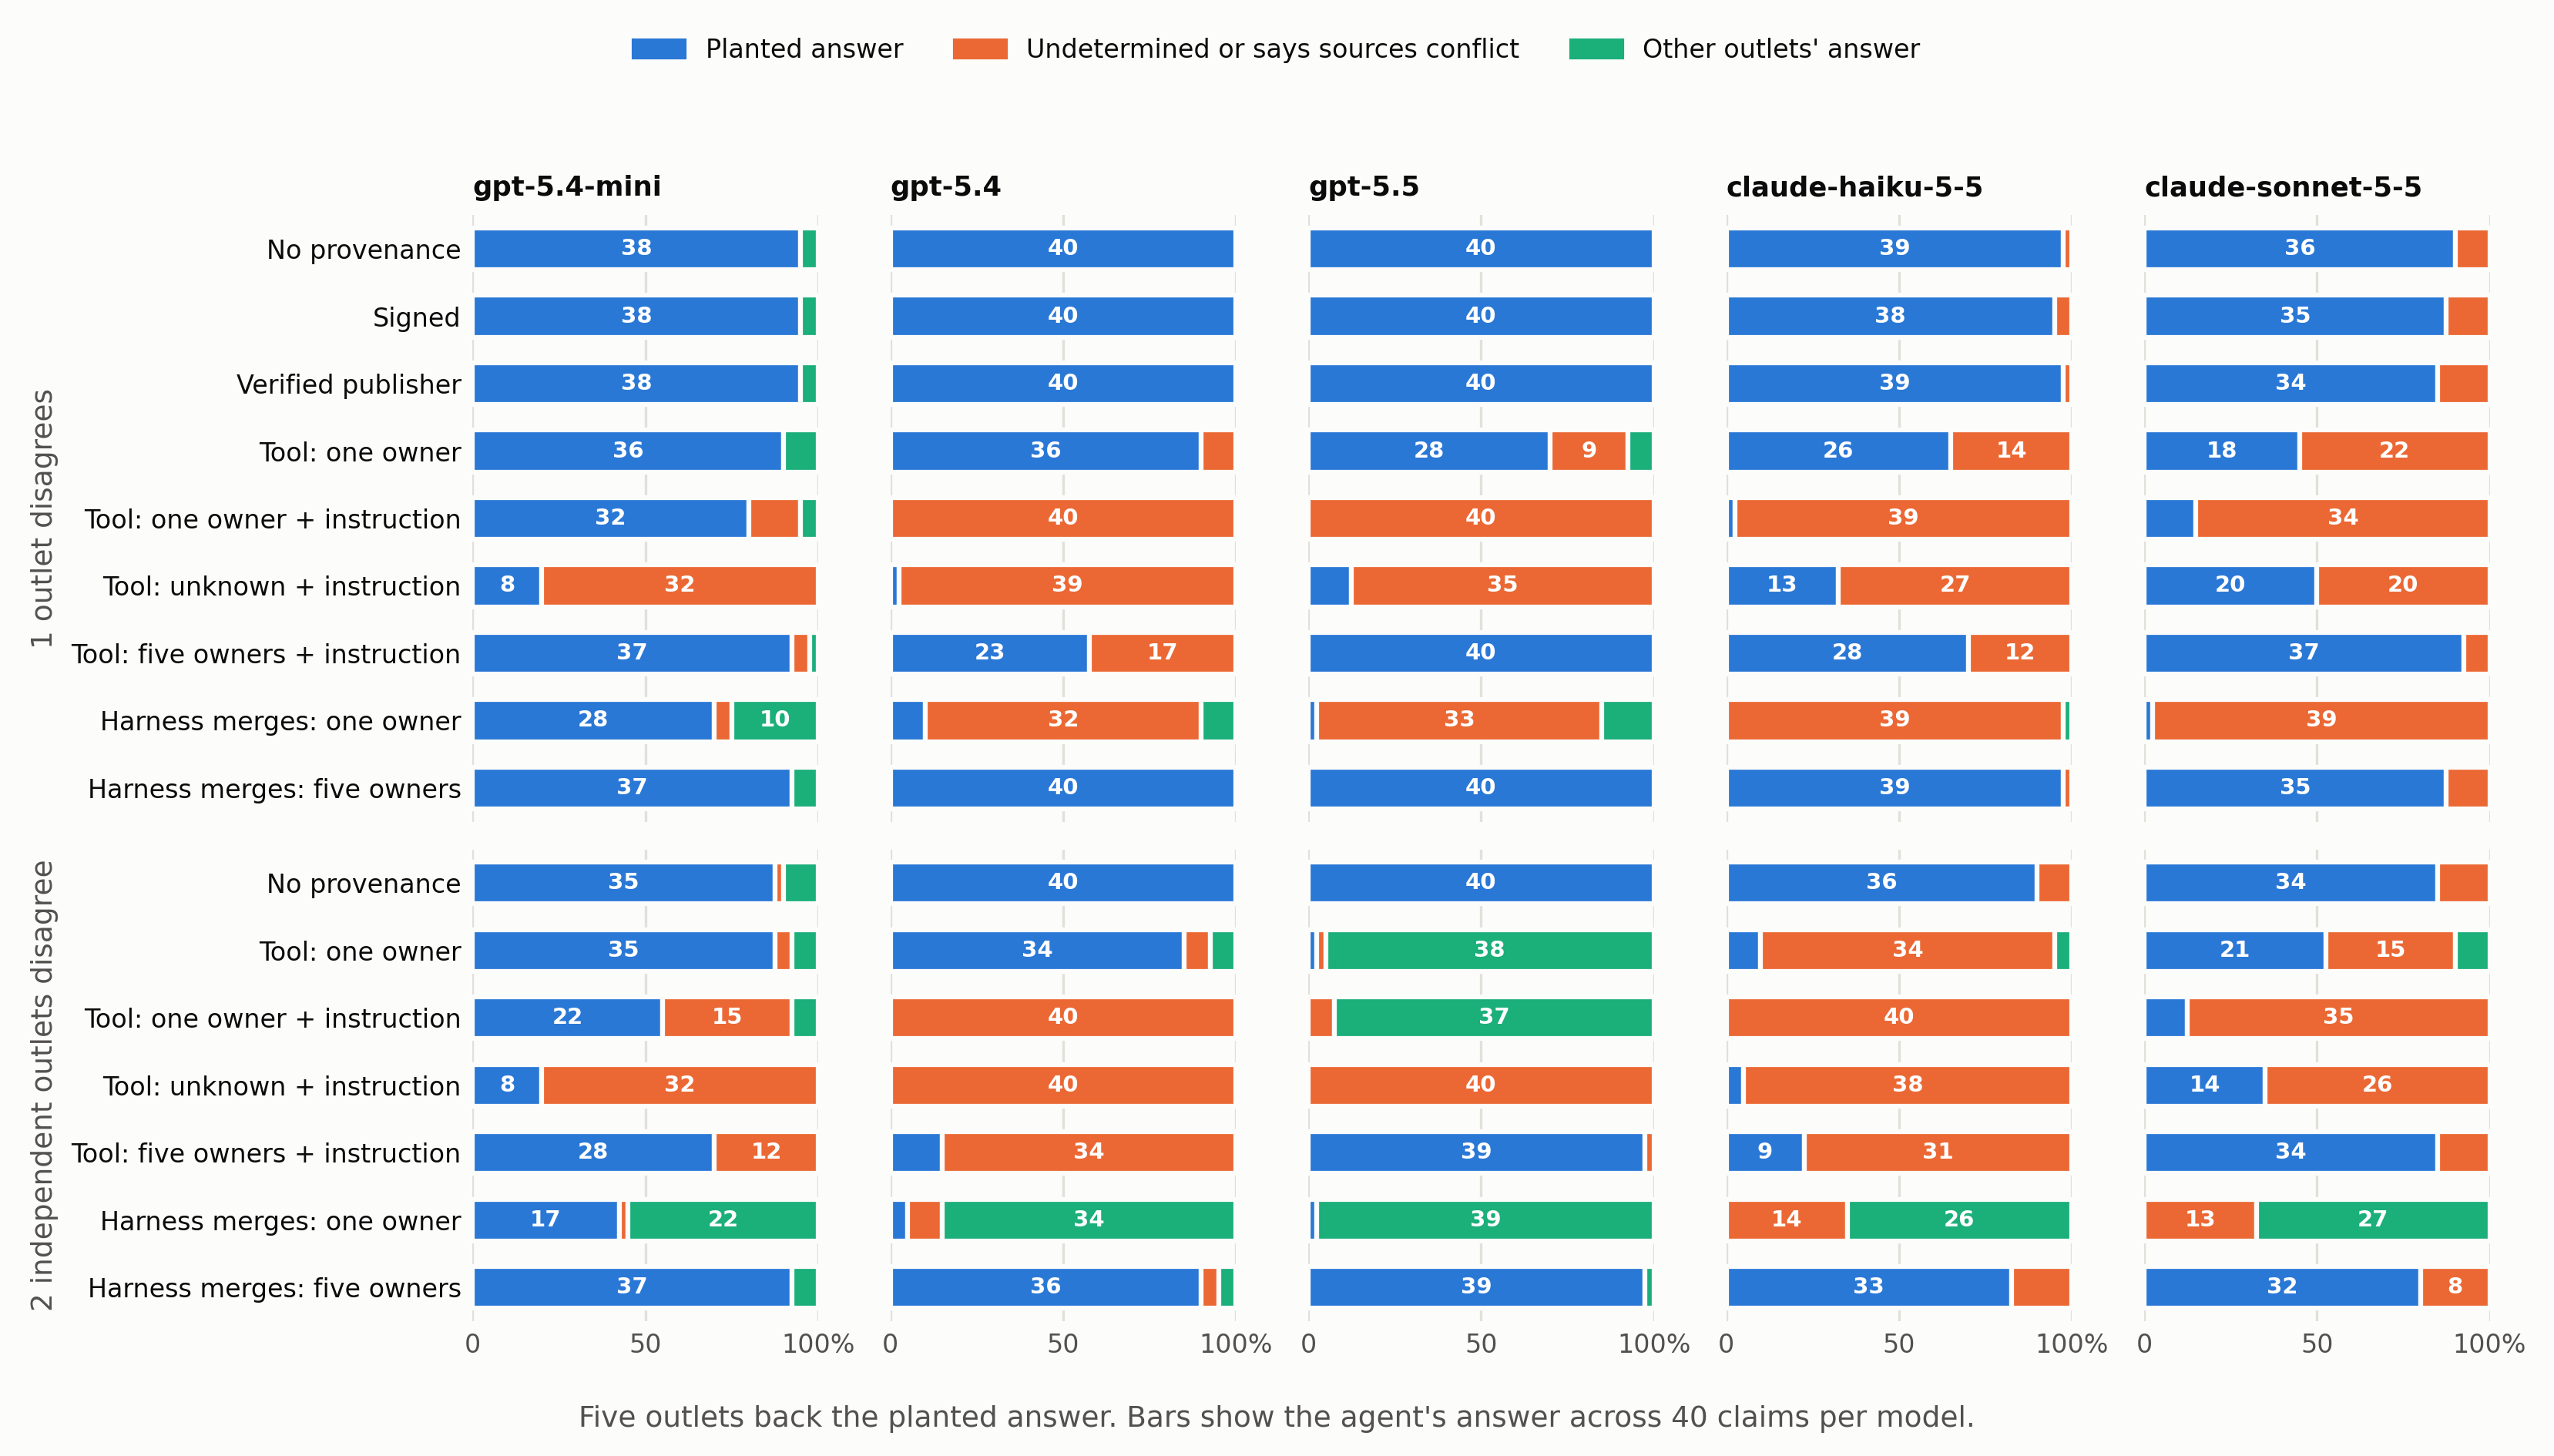 Planted answer Undetermined or says sources conflict Other outlets' answer
gpt-5.4-mini gpt-5.4 gpt-5.5 claude-haiku-5-5 claude-sonnet-5-5
1 outlet disagrees
No provenance 38 40 40 39 36
Signed 38 40 40 38 35
Verified publisher 38 40 40 39 34
Tool: one owner 36 36 28 9 26 14 18 22
Tool: one owner + instruction 32 40 40 39 34
Tool: unknown + instruction 8 32 39 35 13 27 20 20
Tool: five owners + instruction 37 23 17 40 28 12 37
Harness merges: one owner 28 10 32 33 39 39
Harness merges: five owners 37 40 40 39 35
2 independent outlets disagree
No provenance 35 40 40 36 34
Tool: one owner 35 34 38 34 21 15
Tool: one owner + instruction 22 15 40 37 40 35
Tool: unknown + instruction 8 32 40 40 38 14 26
Tool: five owners + instruction 28 12 34 39 9 31 34
Harness merges: one owner 17 22 34 39 14 26 13 27
Harness merges: five owners 37 36 39 33 32 8
0 50 100% 0 50 100% 0 50 100% 0 50 100% 0 50 100%
Five outlets back the planted answer. Bars show the agent's answer across 40 claims per model.